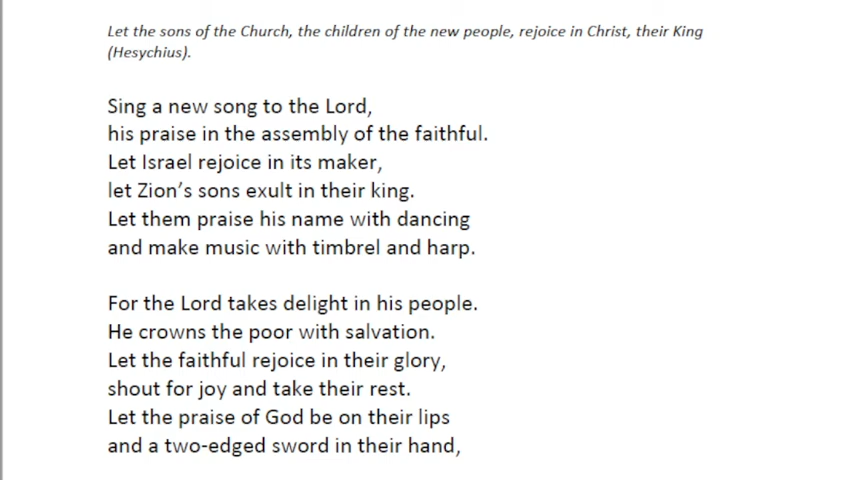 Let the sons of the Church, the children of the new people, rejoice in Christ, their King
(Hesychius).
Sing a new song to the Lord,
his praise in the assembly of the faithful.
Let Israel rejoice in its maker,
let Zion’s sons exult in their king.
Let them praise his name with dancing
and make music with timbrel and harp.
For the Lord takes delight in his people.
He crowns the poor with salvation.
Let the faithful rejoice in their glory,
shout for joy and take their rest.
Let the praise of God be on their lips
and a two-edged sword in their hand,